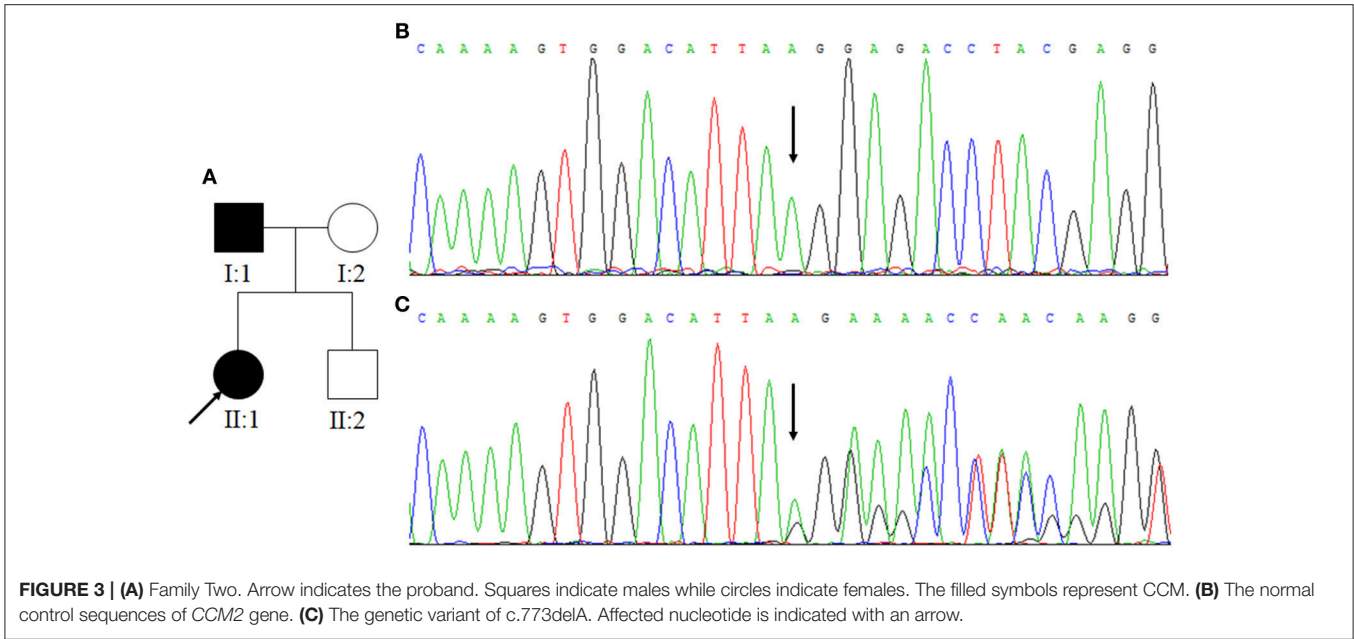 B
C A A A A G T G G A C A T T A A G G A G A C C T A C G A G G
A
I:1 I:2
II:1 II:2
C
C A A A A G T G G A C A T T A A G A A A A C C A A C A A G G
FIGURE 3 | (A) Family Two. Arrow indicates the proband. Squares indicate males while circles indicate females. The filled symbols represent CCM. (B) The normal
control sequences of CCM2 gene. (C) The genetic variant of c.773delA. Affected nucleotide is indicated with an arrow.